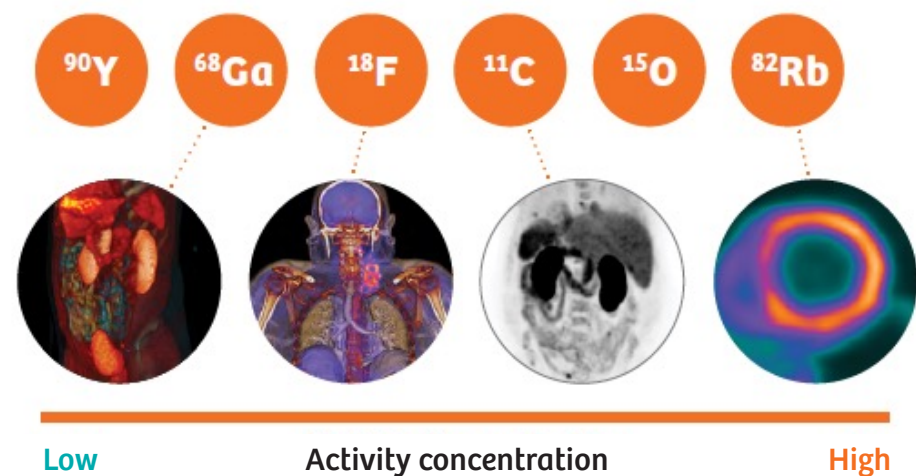 ⁹⁰Y ⁶⁸Ga ¹⁸F ¹¹C ¹⁵O ⁸²Rb
Low Activity concentration High